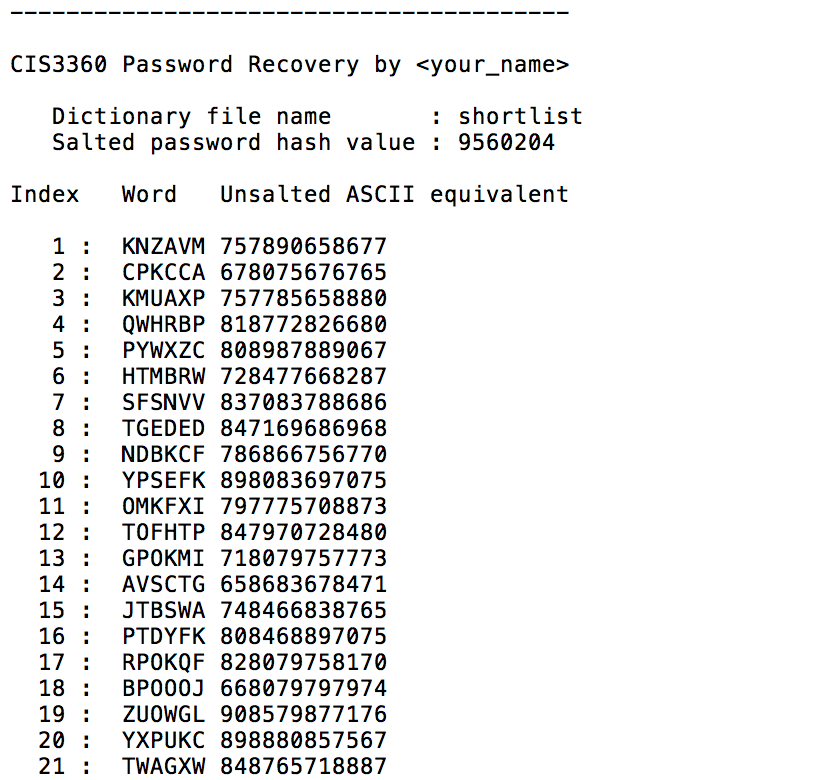 ----------------------------------------
CIS3360 Password Recovery by <your_name>
Dictionary file name : shortlist
Salted password hash value : 9560204
Index Word Unsalted ASCII equivalent
1 : KNZAVM 757890658677
2 : CPKCCA 678075676765
3 : KMUAXP 757785658880
4 : QWHRBP 818772826680
5 : PYWXZC 808987889067
6 : HTMBRW 728477668287
7 : SFSNVV 837083788686
8 : TGEDED 847169686968
9 : NDBKCF 786866756770
10 : YPSEFK 898083697075
11 : OMKFXI 797775708873
12 : TOFHTP 847970728480
13 : GPOKMI 718079757773
14 : AVSCTG 658683678471
15 : JTBSWA 748466838765
16 : PTDYFK 808468897075
17 : RPOKQF 828079758170
18 : BPOOOJ 668079797974
19 : ZUOWGL 908579877176
20 : YXPUKC 898880857567
21 : TWAGXW 848765718887